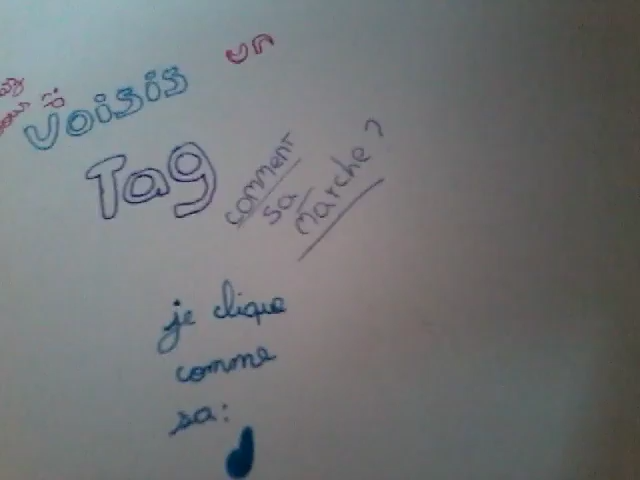 voisis
un
Tag
comment
sa
marche ?
je clique
comme
sa: